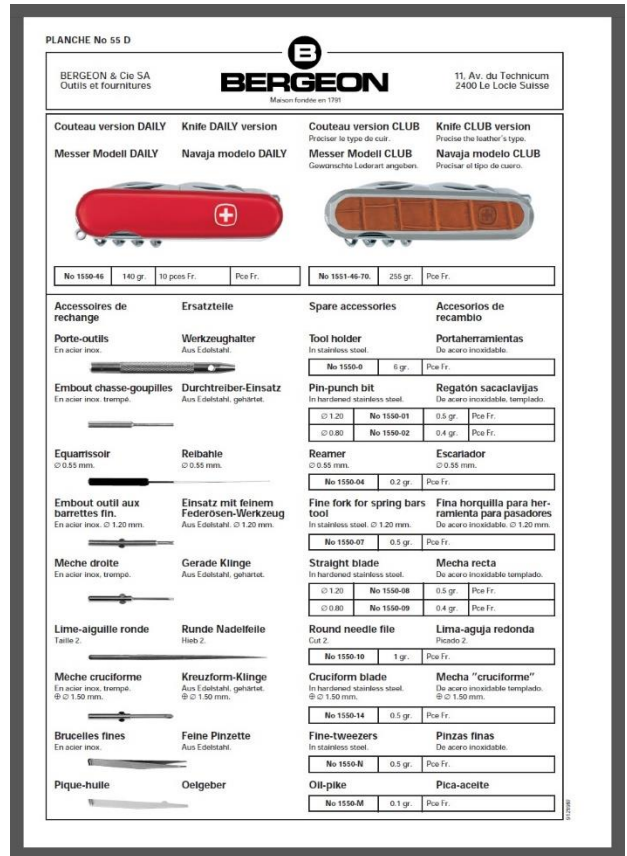 PLANCHE No 55 D
B
BERGEON
Maison fondée en 1791
BERGEON & Cie SA
Outils et fournitures
11, Av. du Technicum
2400 Le Locle Suisse
Couteau version DAILY
Knife DAILY version
Messer Modell DAILY
Navaja modelo DAILY
Couteau version CLUB
Préciser le type de cuir.
Knife CLUB version
Precise the leather's type.
Messer Modell CLUB
Gewünschte Lederart angeben.
Navaja modelo CLUB
Precisar el tipo de cuero.
No 1550-46 140 gr. 10 pces Fr. Pce Fr.
No 1551-46-70. 255 gr. Pce Fr.
Accessoires de
rechange
Ersatzteile
Spare accessories
Accesorios de
recambio
Porte-outils
En acier inox.
Werkzeughalter
Aus Edelstahl.
Tool holder
In stainless steel.
Portaherramientas
De acero inoxidable.
No 1550-0 6 gr. Pce Fr.
Embout chasse-goupilles
En acier inox. trempé.
Durchtreiber-Einsatz
Aus Edelstahl, gehärtet.
Pin-punch bit
In hardened stainless steel.
Regatón sacaclavijas
De acero inoxidable, templado.
∅ 1.20 No 1550-01 0.5 gr. Pce Fr.
∅ 0.80 No 1550-02 0.4 gr. Pce Fr.
Equarrissoir
∅ 0.55 mm.
Reibahle
∅ 0.55 mm.
Reamer
∅ 0.55 mm.
Escariador
∅ 0.55 mm.
No 1550-04 0.2 gr. Pce Fr.
Embout outil aux
barrettes fin.
En acier inox. ∅ 1.20 mm.
Einsatz mit feinem
Federösen-Werkzeug
Aus Edelstahl. ∅ 1.20 mm.
Fine fork for spring bars
tool
In stainless steel. ∅ 1.20 mm.
Fina horquilla para her-
ramienta para pasadores
De acero inoxidable. ∅ 1.20 mm.
No 1550-07 0.5 gr. Pce Fr.
Mèche droite
En acier inox, trempé.
Gerade Klinge
Aus Edelstahl, gehärtet.
Straight blade
In hardened stainless steel.
Mecha recta
De acero inoxidable templado.
∅ 1.20 No 1550-08 0.5 gr. Pce Fr.
∅ 0.80 No 1550-09 0.4 gr. Pce Fr.
Lime-aiguille ronde
Taille 2.
Runde Nadelfeile
Hieb 2.
Round needle file
Cut 2.
Lima-aguja redonda
Picado 2.
No 1550-10 1 gr. Pce Fr.
Mèche cruciforme
En acier inox, trempé.
⊕ ∅ 1.50 mm.
Kreuzform-Klinge
Aus Edelstahl, gehärtet.
⊕ ∅ 1.50 mm.
Cruciform blade
In hardened stainless steel.
⊕ ∅ 1.50 mm.
Mecha "cruciforme"
De acero inoxidable templado.
⊕ ∅ 1.50 mm.
No 1550-14 0.5 gr. Pce Fr.
Brucelles fines
En acier inox.
Feine Pinzette
Aus Edelstahl.
Fine-tweezers
In stainless steel.
Pinzas finas
De acero inoxidable.
No 1550-N 0.5 gr. Pce Fr.
Pique-huile
Oelgeber
Oil-pike
Pica-aceite
No 1550-M 0.1 gr. Pce Fr.